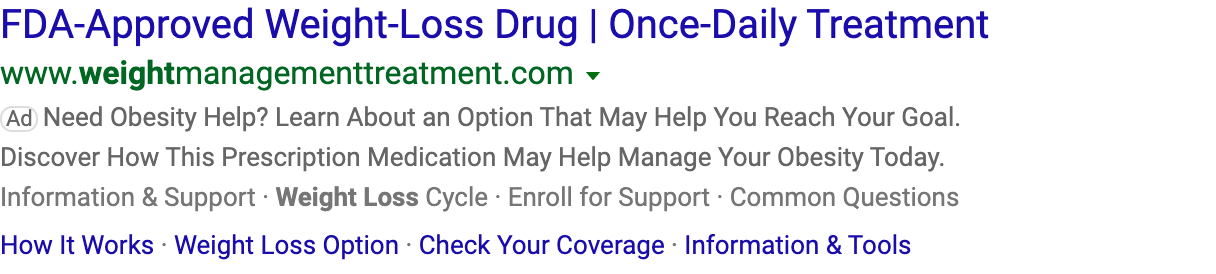 FDA-Approved Weight-Loss Drug | Once-Daily Treatment
www.weightmanagementtreatment.com
Ad Need Obesity Help? Learn About an Option That May Help You Reach Your Goal.
Discover How This Prescription Medication May Help Manage Your Obesity Today.
Information & Support · Weight Loss Cycle · Enroll for Support · Common Questions
How It Works · Weight Loss Option · Check Your Coverage · Information & Tools